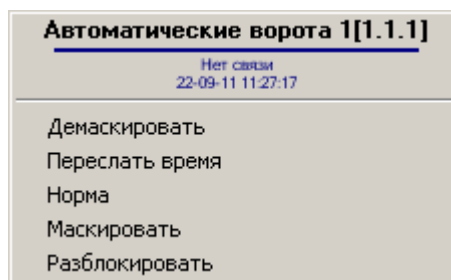 Автоматические ворота 1[1.1.1]
Нет связи
22-09-11 11:27:17
Демаскировать
Переслать время
Норма
Маскировать
Разблокировать